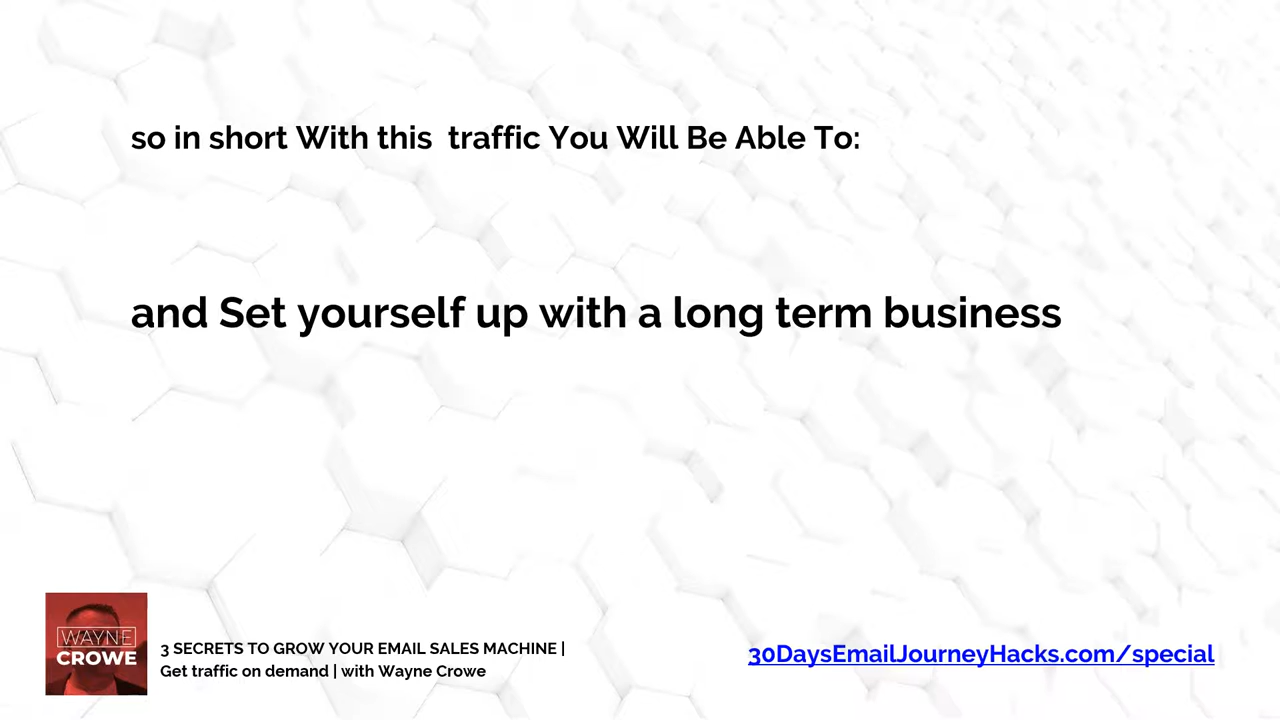 so in short With this  traffic You Will Be Able To:
and Set yourself up with a long term business
WAYNE
CROWE
3 SECRETS TO GROW YOUR EMAIL SALES MACHINE |
Get traffic on demand | with Wayne Crowe
30DaysEmailJourneyHacks.com/special